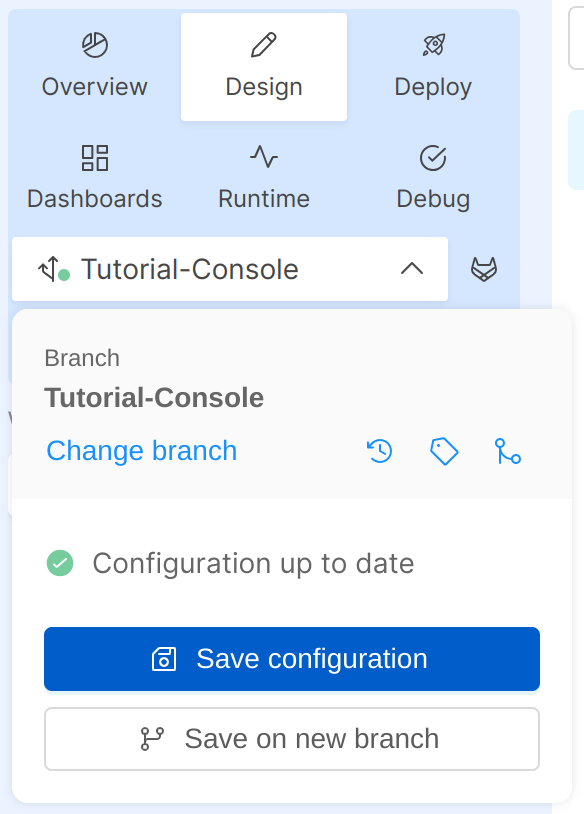 Overview
Design
Deploy
Dashboards
Runtime
Debug
Tutorial-Console
Branch
Tutorial-Console
Change branch
Configuration up to date
Save configuration
Save on new branch